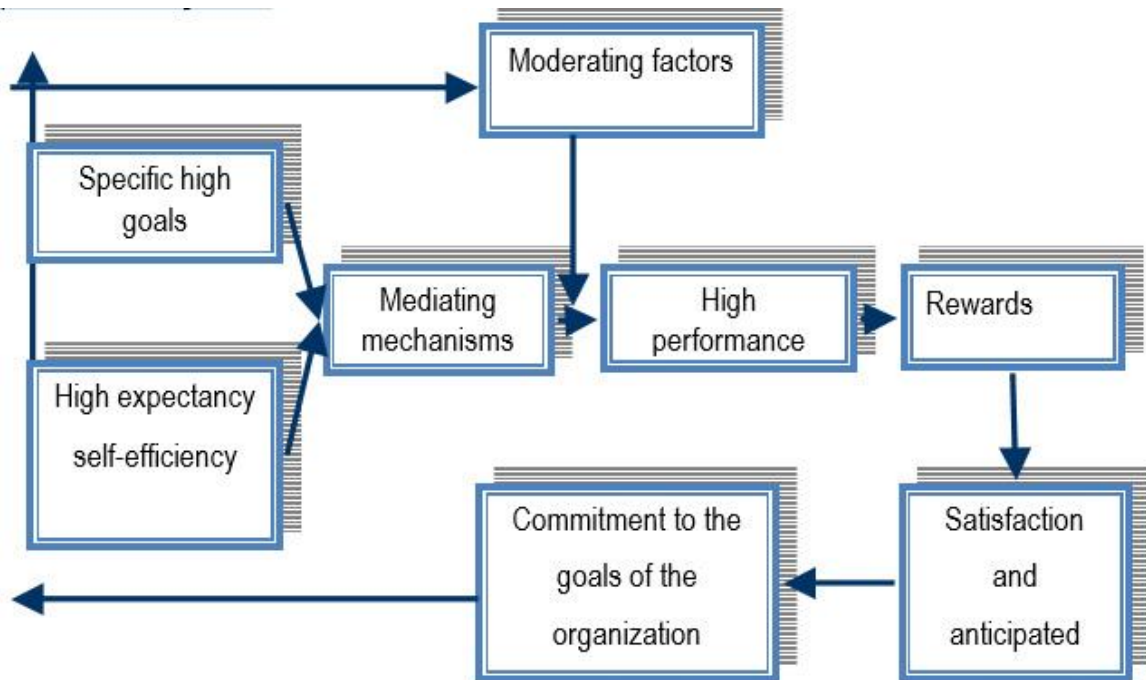 Moderating factors
Specific high
goals
Mediating
mechanisms
High
performance
Rewards
High expectancy
self-efficiency
Commitment to the
goals of the
organization
Satisfaction
and
anticipated